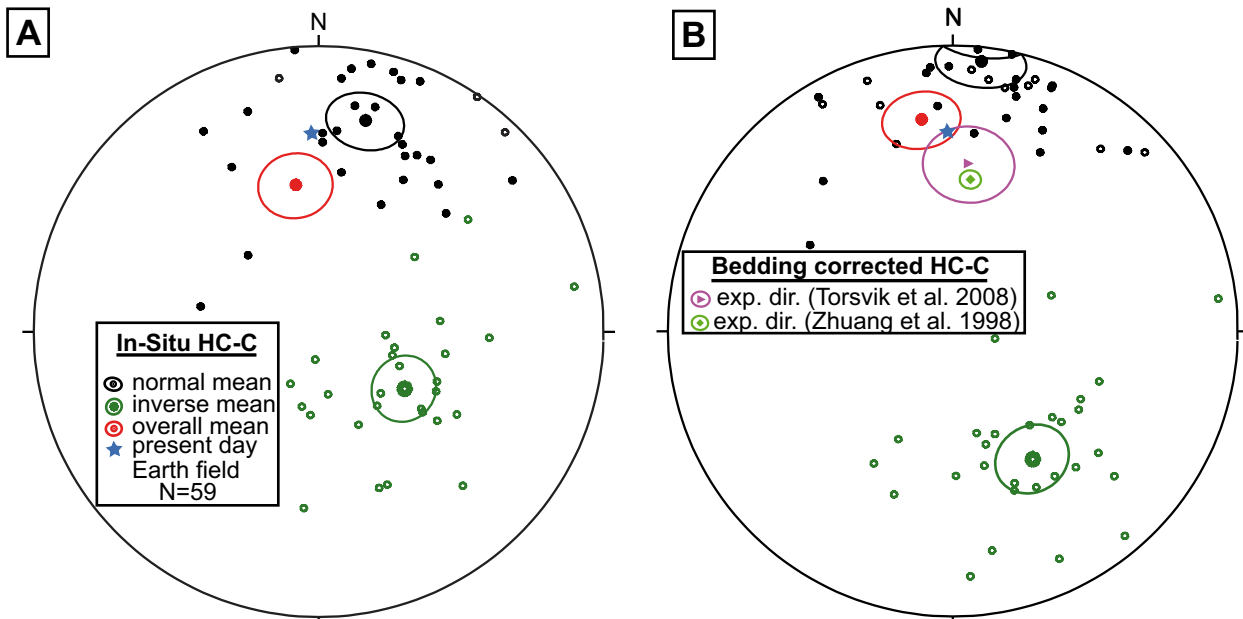 A
N
In-Situ HC-C
normal mean
inverse mean
overall mean
present day
Earth field
N=59
B
N
Bedding corrected HC-C
exp. dir. (Torsvik et al. 2008)
exp. dir. (Zhuang et al. 1998)